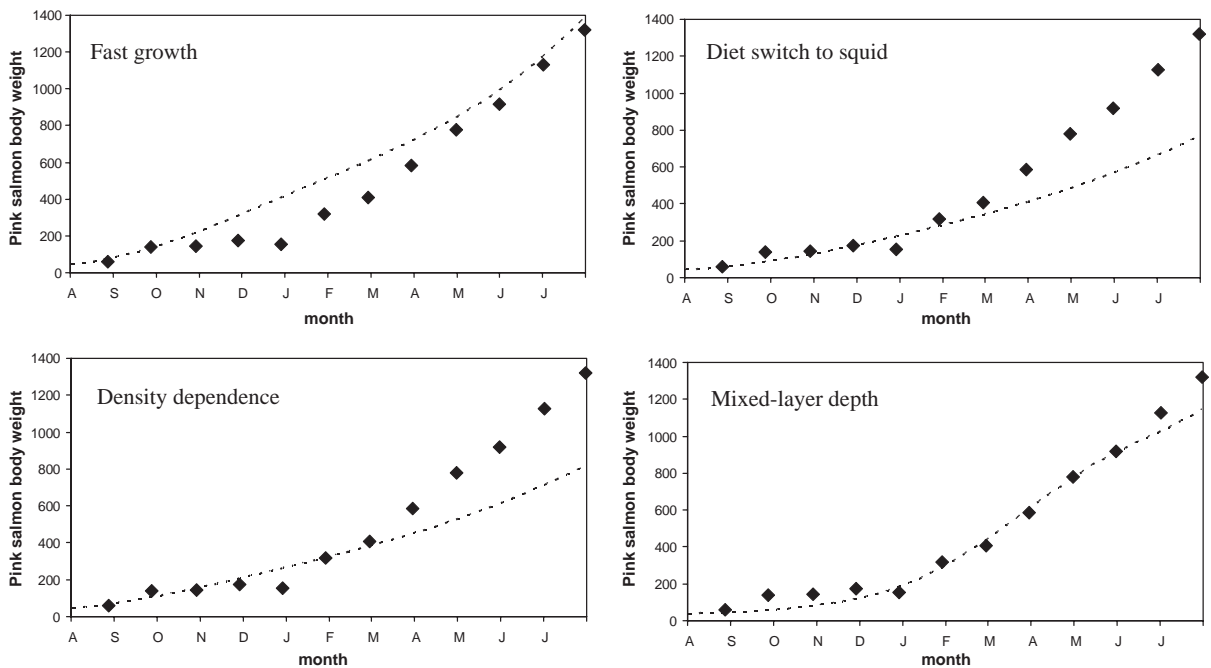 Fast growth
Pink salmon body weight
1400
1200
1000
800
600
400
200
0
A S O N D J F M A M J J
month
Diet switch to squid
Pink salmon body weight
1400
1200
1000
800
600
400
200
0
A S O N D J F M A M J J
month
Density dependence
Pink salmon body weight
1400
1200
1000
800
600
400
200
0
A S O N D J F M A M J J
month
Mixed-layer depth
Pink salmon body weight
1400
1200
1000
800
600
400
200
0
A S O N D J F M A M J J
month